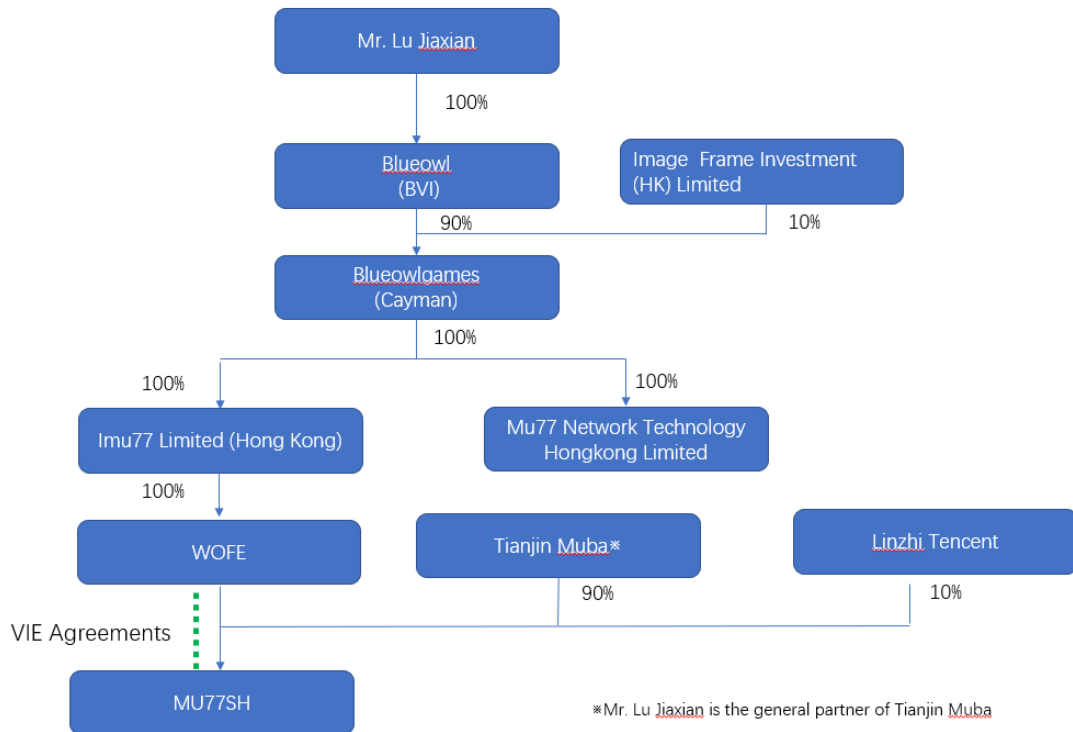 Mr. Lu Jiaxian
100%
Blueowl
(BVI)
Image Frame Investment
(HK) Limited
90%
10%
Blueowlgames
(Cayman)
100%
100%
100%
Imu77 Limited (Hong Kong)
Mu77 Network Technology
Hongkong Limited
100%
WOFE
Tianjin Muba※
Linzhi Tencent
90%
10%
VIE Agreements
MU77SH
※Mr. Lu Jiaxian is the general partner of Tianjin Muba